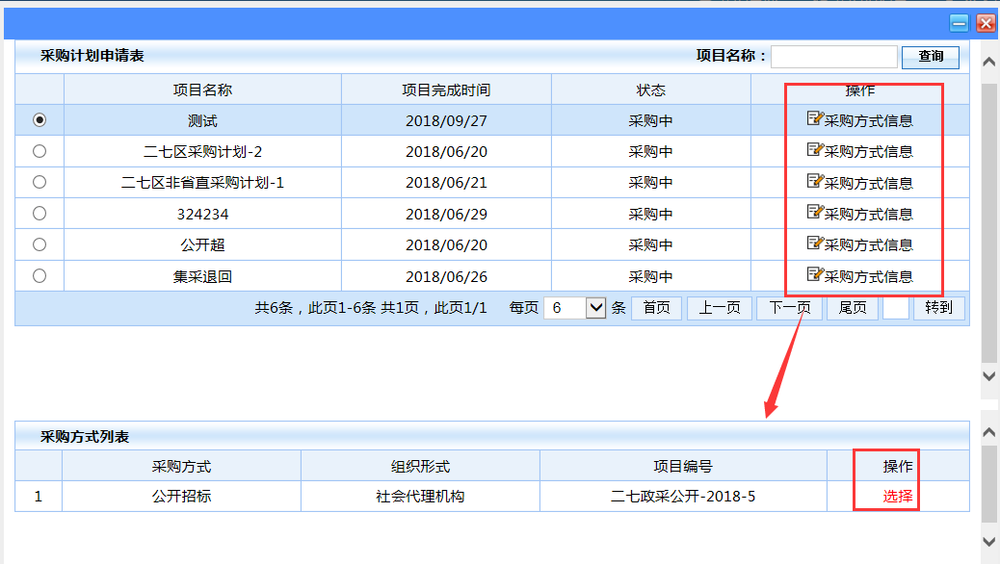 采购计划申请表 项目名称： 查询
项目名称 项目完成时间 状态 操作
测试 2018/09/27 采购中 采购方式信息
二七区采购计划-2 2018/06/20 采购中 采购方式信息
二七区非省直采购计划-1 2018/06/21 采购中 采购方式信息
324234 2018/06/29 采购中 采购方式信息
公开超 2018/06/20 采购中 采购方式信息
集采退回 2018/06/26 采购中 采购方式信息
共6条，此页1-6条 共1页，此页1/1 每页 6 条 首页 上一页 下一页 尾页 转到
采购方式列表
采购方式 组织形式 项目编号 操作
1 公开招标 社会代理机构 二七政采公开-2018-5 选择